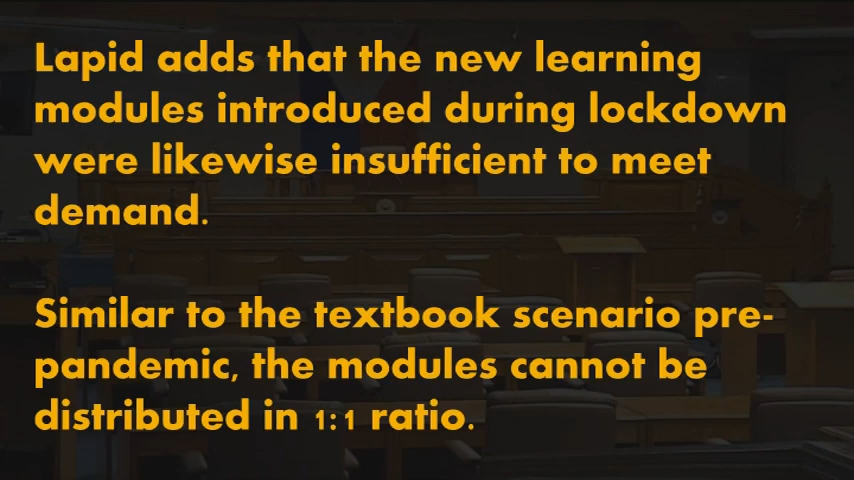 Lapid adds that the new learning
modules introduced during lockdown
were likewise insufficient to meet
demand.
Similar to the textbook scenario pre-
pandemic, the modules cannot be
distributed in 1:1 ratio.